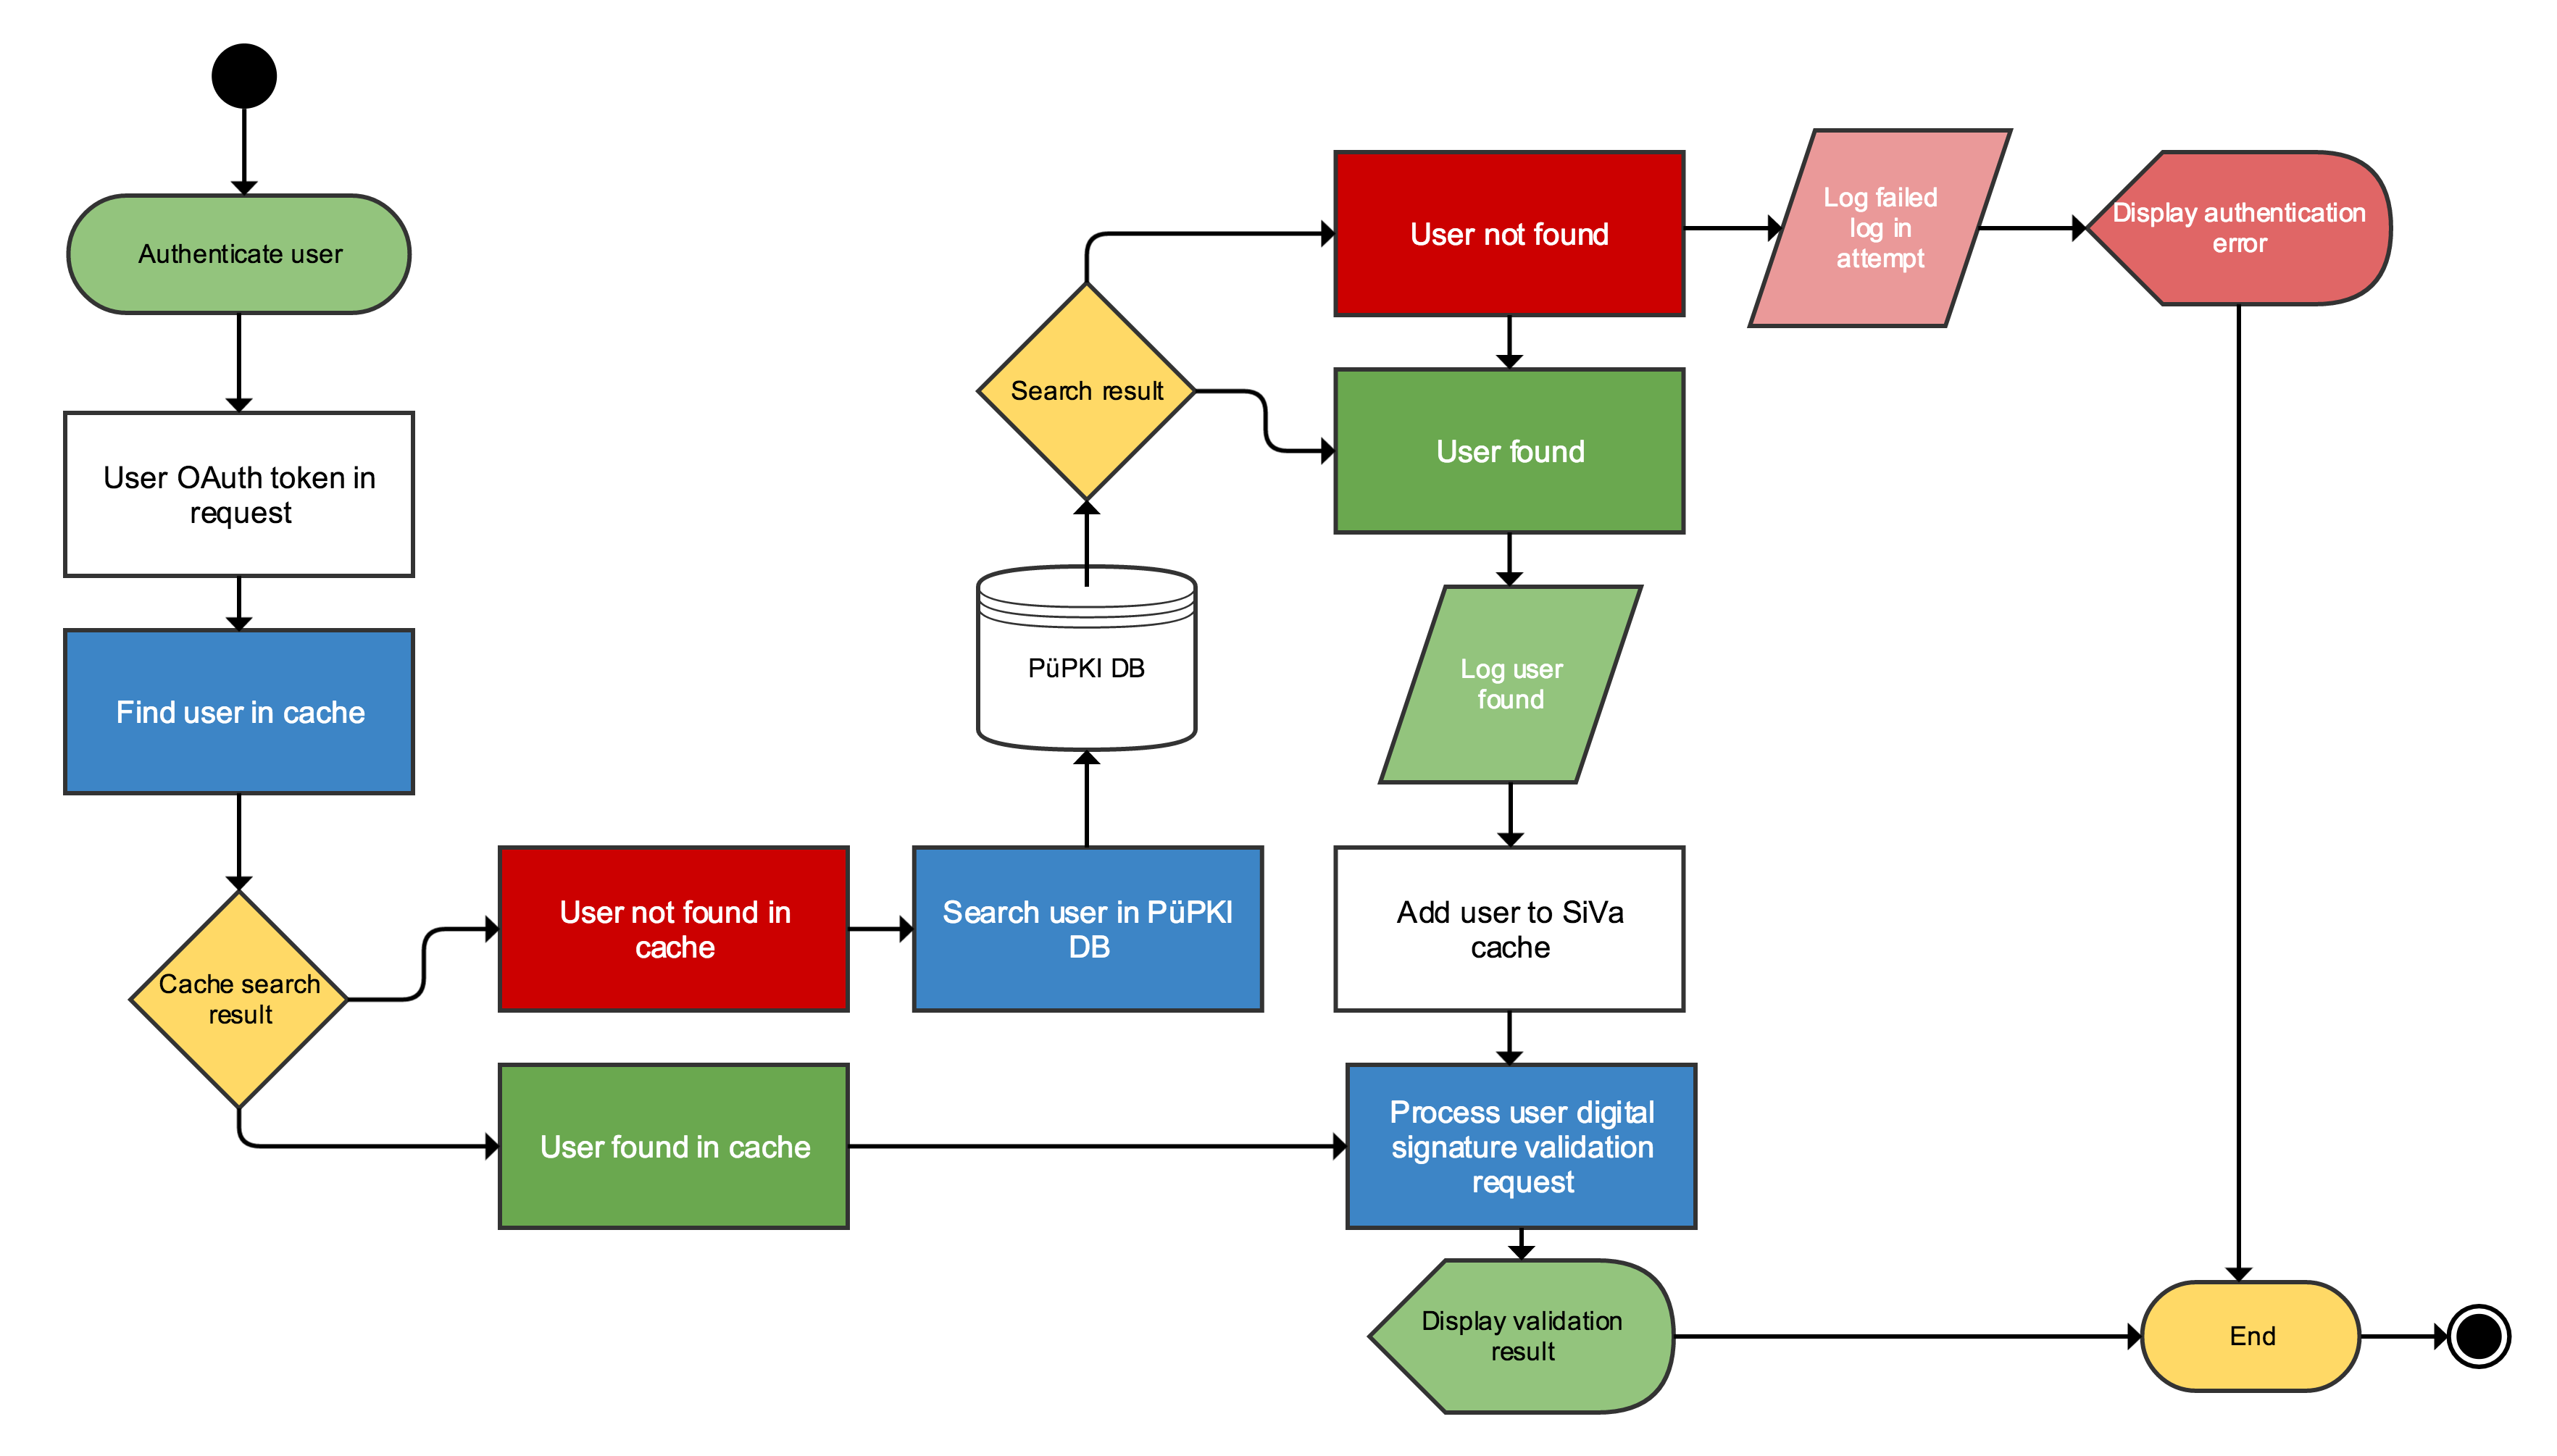 Authenticate user
User OAuth token in
request
Find user in cache
Cache search
result
User not found in
cache
User found in cache
Search user in PüPKI
DB
PüPKI DB
Search result
User not found
User found
Log failed
log in
attempt
Display authentication
error
Log user
found
Add user to SiVa
cache
Process user digital
signature validation
request
Display validation
result
End